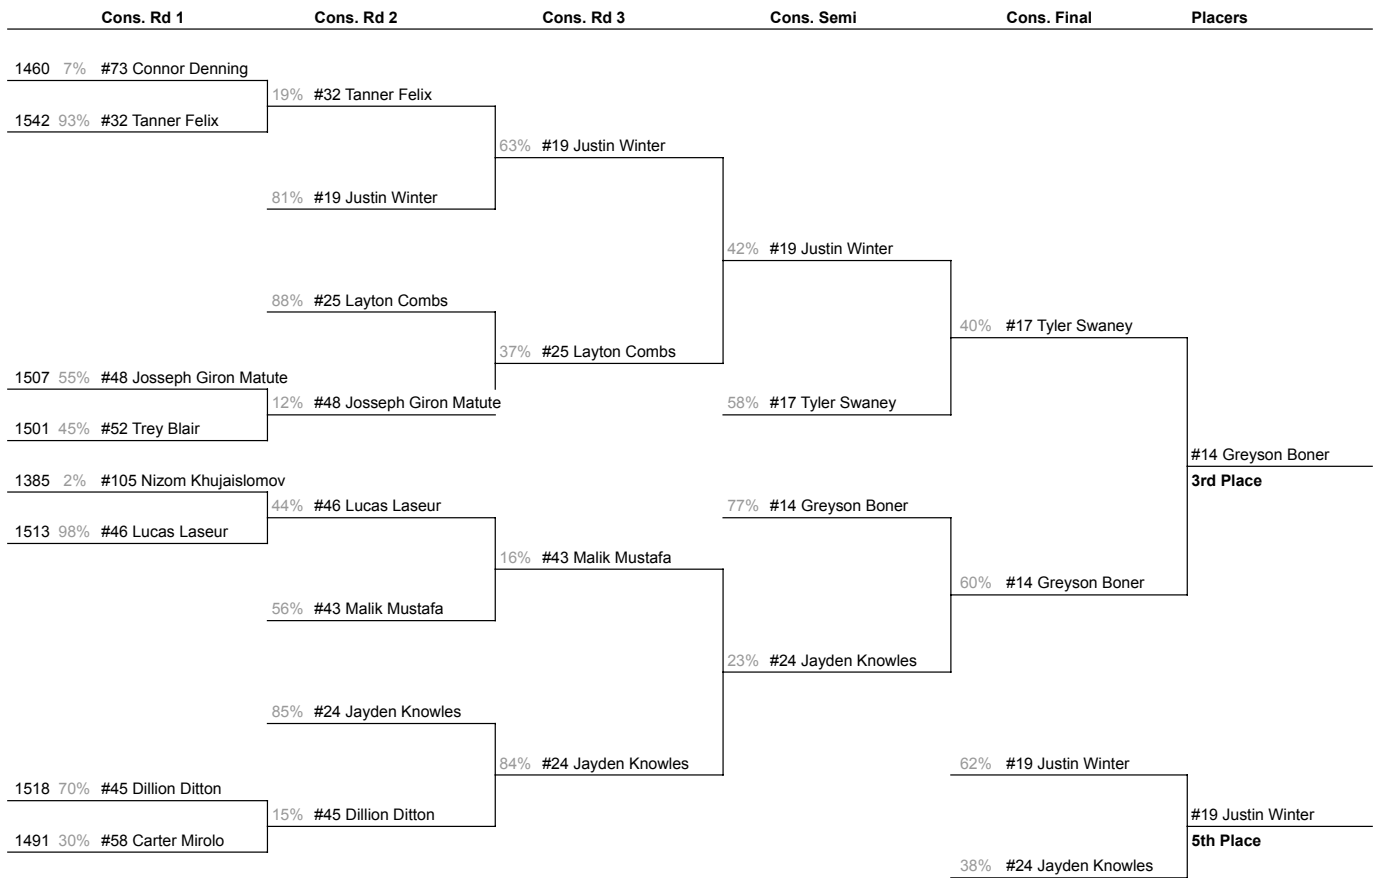 Cons. Rd 1 Cons. Rd 2 Cons. Rd 3 Cons. Semi Cons. Final Placers
1460 7% #73 Connor Denning
19% #32 Tanner Felix
1542 93% #32 Tanner Felix
63% #19 Justin Winter
81% #19 Justin Winter
42% #19 Justin Winter
88% #25 Layton Combs
40% #17 Tyler Swaney
37% #25 Layton Combs
1507 55% #48 Josseph Giron Matute
12% #48 Josseph Giron Matute
58% #17 Tyler Swaney
1501 45% #52 Trey Blair
#14 Greyson Boner
1385 2% #105 Nizom Khujaislomov
3rd Place
44% #46 Lucas Laseur
77% #14 Greyson Boner
1513 98% #46 Lucas Laseur
16% #43 Malik Mustafa
60% #14 Greyson Boner
56% #43 Malik Mustafa
23% #24 Jayden Knowles
85% #24 Jayden Knowles
84% #24 Jayden Knowles
62% #19 Justin Winter
1518 70% #45 Dillion Ditton
15% #45 Dillion Ditton
#19 Justin Winter
1491 30% #58 Carter Mirolo
5th Place
38% #24 Jayden Knowles